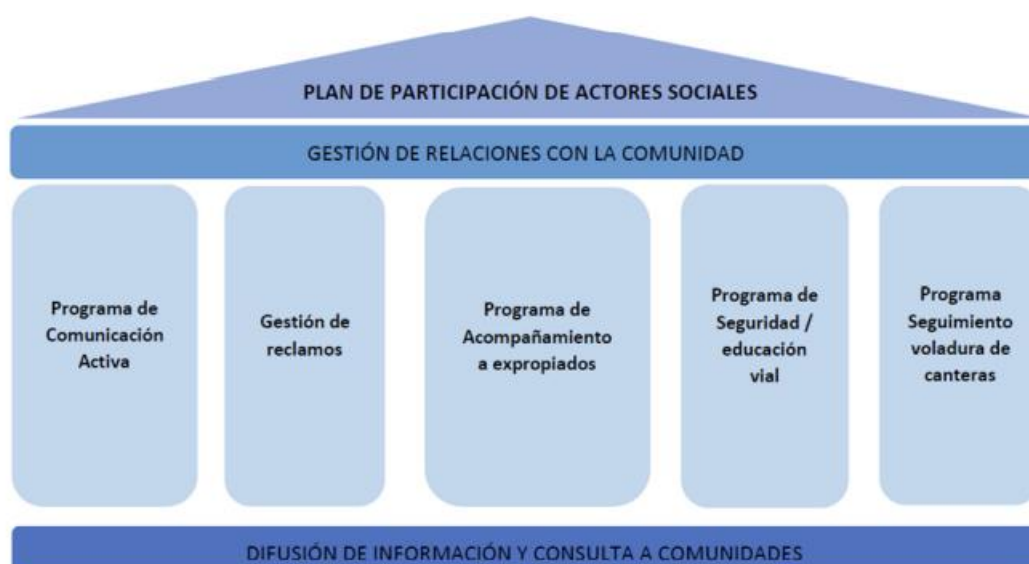 PLAN DE PARTICIPACIÓN DE ACTORES SOCIALES
GESTIÓN DE RELACIONES CON LA COMUNIDAD
Programa de
Comunicación
Activa
Gestión de
reclamos
Programa de
Acompañamiento
a expropiados
Programa de
Seguridad /
educación
vial
Programa
Seguimiento
voladura de
canteras
DIFUSIÓN DE INFORMACIÓN Y CONSULTA A COMUNIDADES